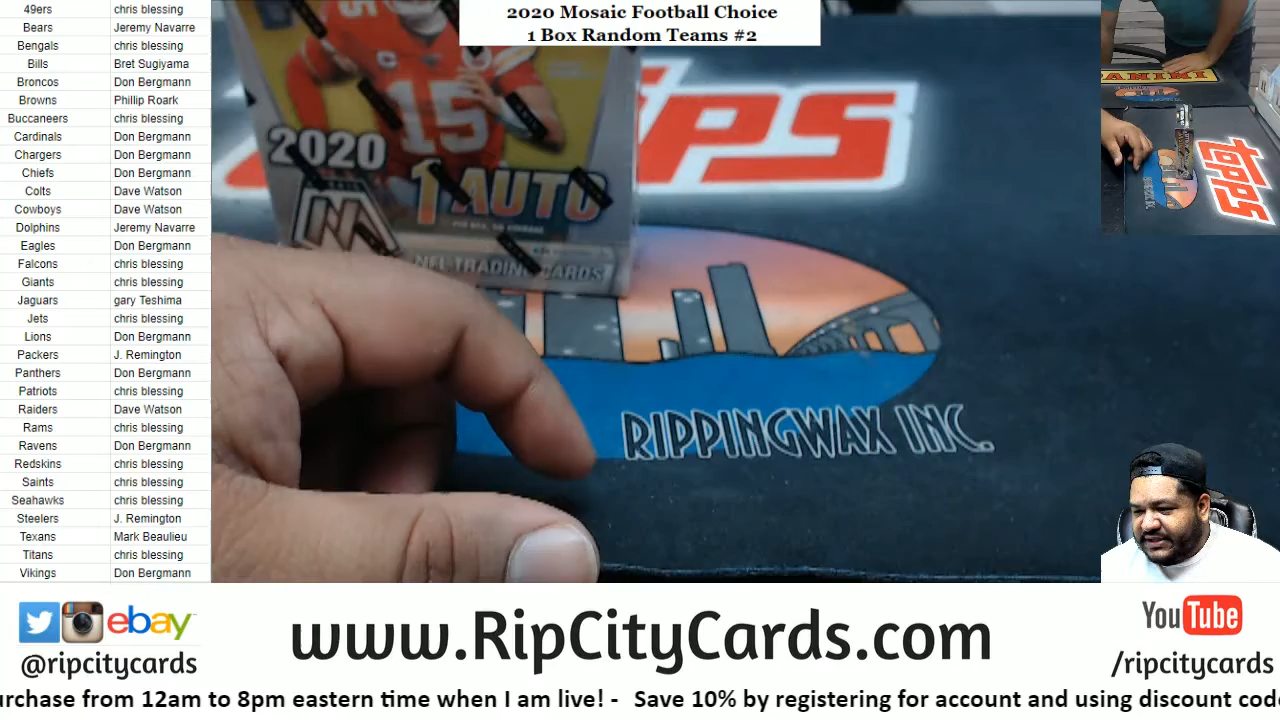 2020 Mosaic Football Choice
1 Box Random Teams #2
49ers chris blessing
Bears Jeremy Navarre
Bengals chris blessing
Bills Bret Sugiyama
Broncos Don Bergmann
Browns Phillip Roark
Buccaneers chris blessing
Cardinals Don Bergmann
Chargers Don Bergmann
Chiefs Don Bergmann
Colts Dave Watson
Cowboys Dave Watson
Dolphins Jeremy Navarre
Eagles Don Bergmann
Falcons chris blessing
Giants chris blessing
Jaguars gary Teshima
Jets chris blessing
Lions Don Bergmann
Packers J. Remington
Panthers Don Bergmann
Patriots chris blessing
Raiders Dave Watson
Rams chris blessing
Ravens Don Bergmann
Redskins chris blessing
Saints chris blessing
Seahawks chris blessing
Steelers J. Remington
Texans Mark Beaulieu
Titans chris blessing
Vikings Don Bergmann
15
2020
1 AUTO
NFL TRADING CARDS
RIPPINGWAX INC.
PANINI
topps
ebay
@ripcitycards
www.RipCityCards.com
YouTube
/ripcitycards
urchase from 12am to 8pm eastern time when I am live! - Save 10% by registering for account and using discount code